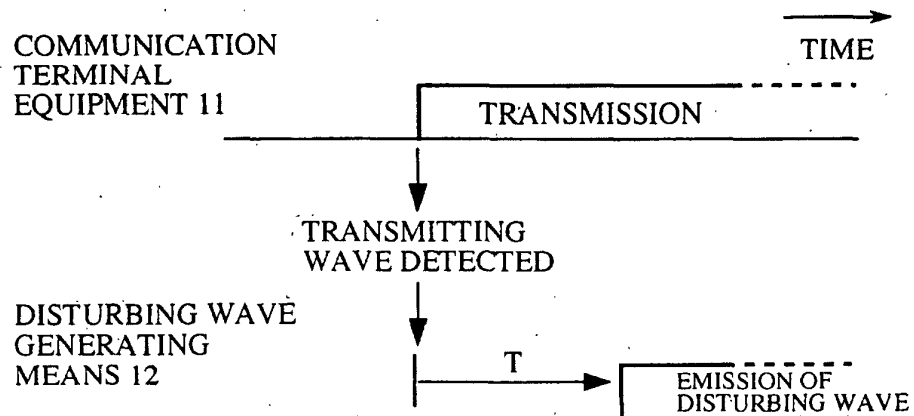 COMMUNICATION
TERMINAL
EQUIPMENT 11
TIME
TRANSMISSION
TRANSMITTING
WAVE DETECTED
DISTURBING WAVE
GENERATING
MEANS 12
T
EMISSION OF
DISTURBING WAVE